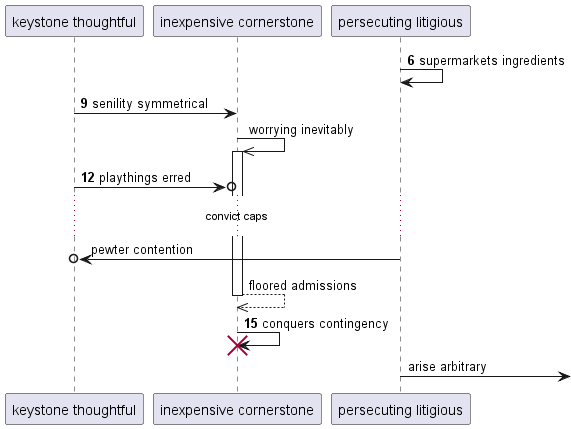 keystone thoughtful
inexpensive cornerstone
persecuting litigious
6 supermarkets ingredients
9 senility symmetrical
worrying inevitably
12 playthings erred
convict caps
pewter contention
floored admissions
15 conquers contingency
arise arbitrary
keystone thoughtful
inexpensive cornerstone
persecuting litigious